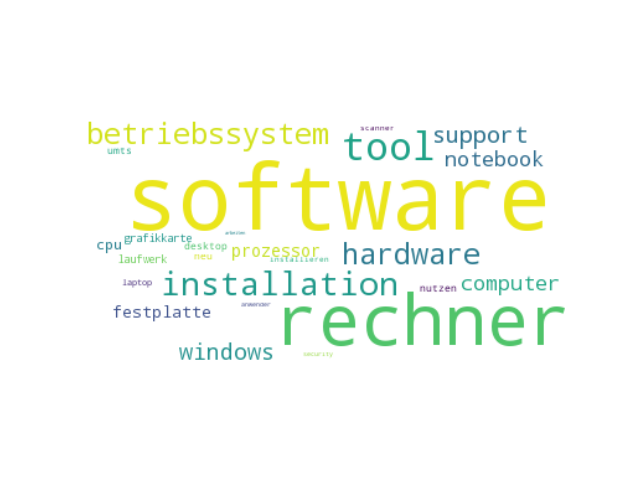 scanner
betriebssystem tool support
umts notebook
software
arbeiten
cpu grafikkarte desktop prozessor hardware
laufwerk neu installieren
laptop installation nutzen computer
festplatte anwender rechner
windows security